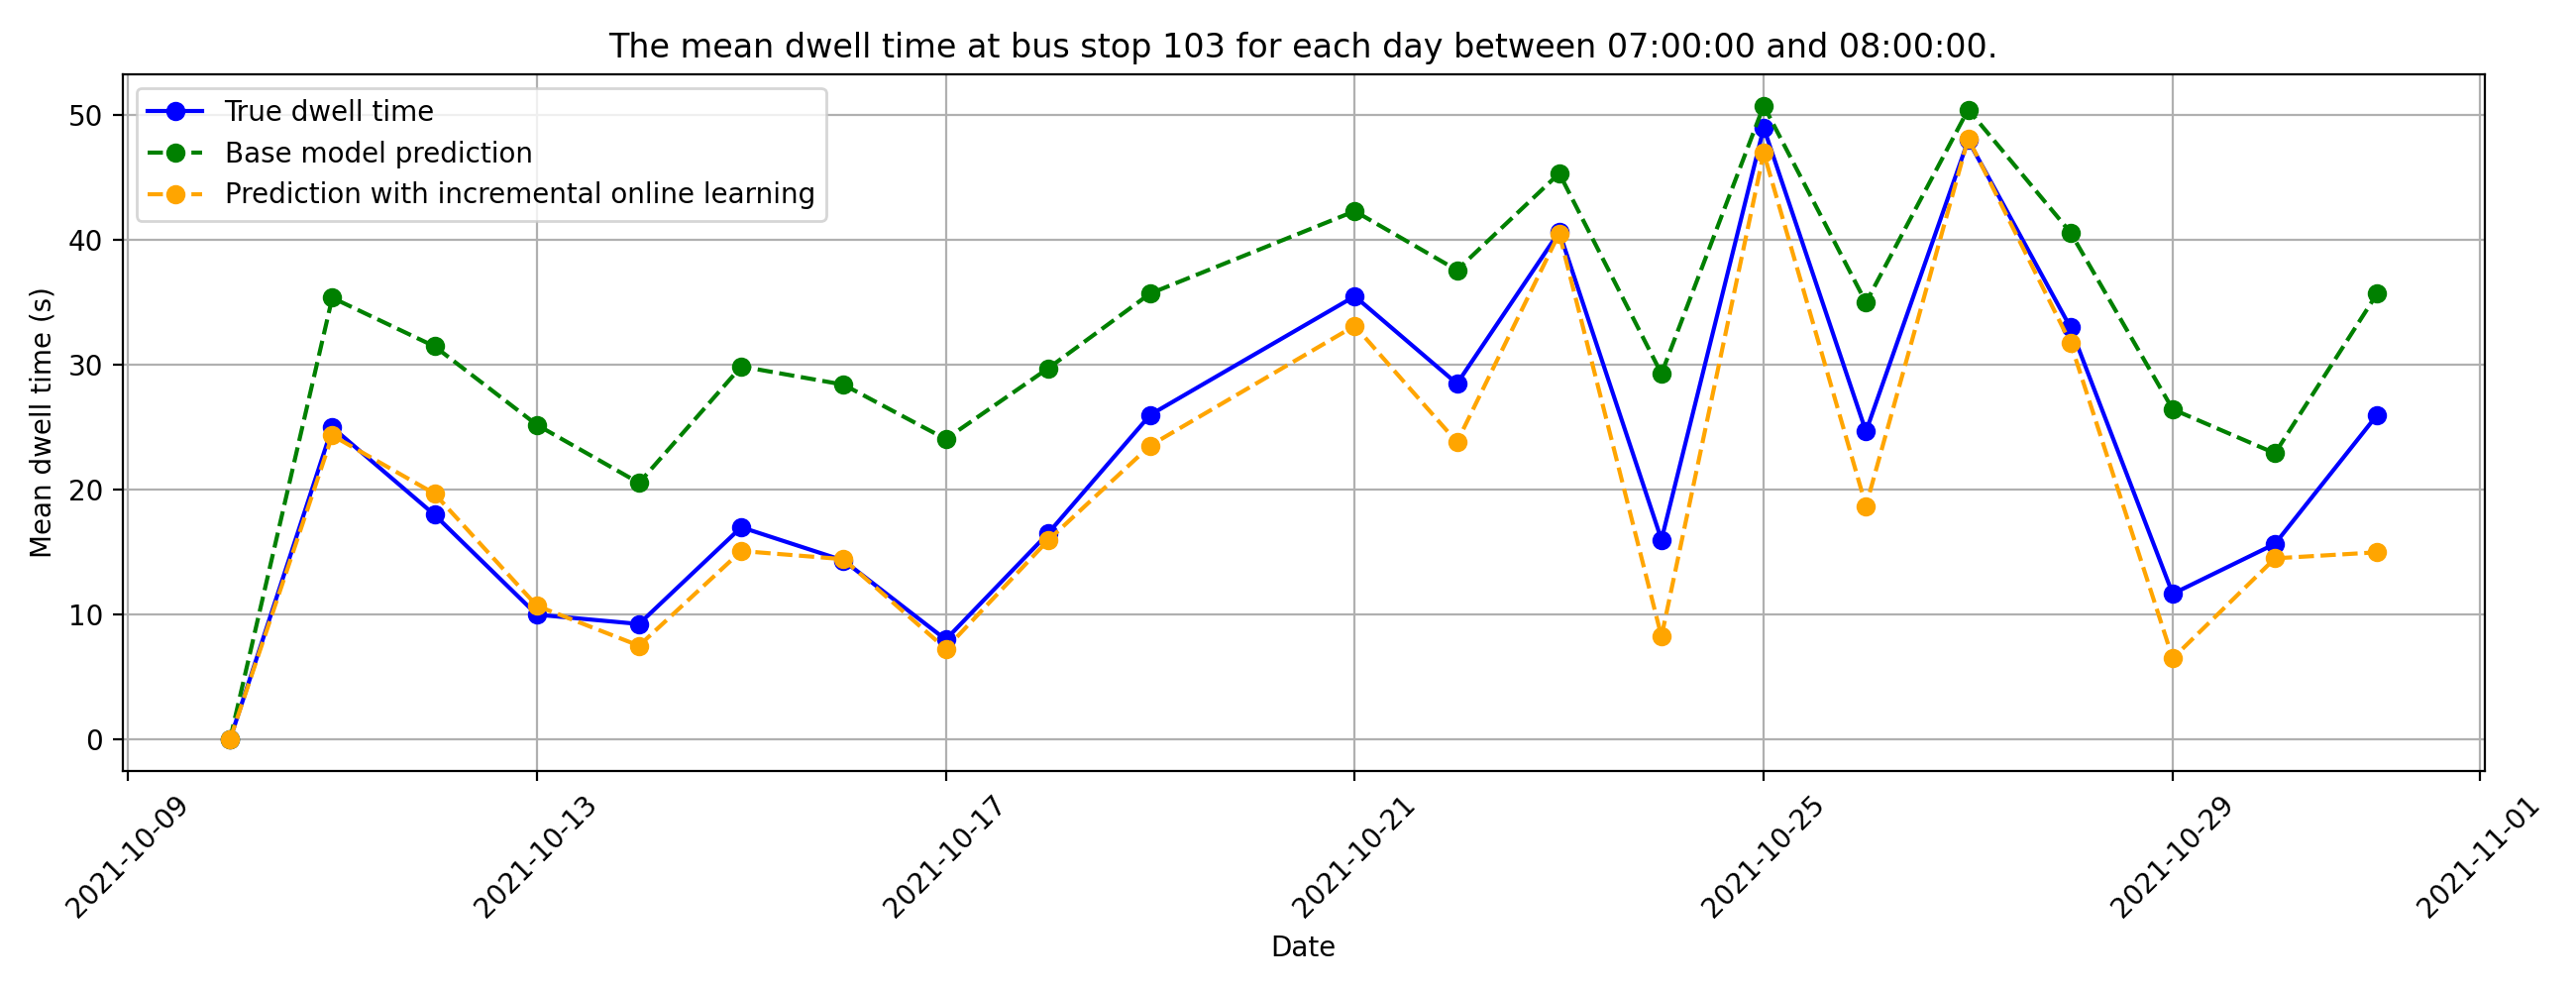 The mean dwell time at bus stop 103 for each day between 07:00:00 and 08:00:00.
True dwell time
Base model prediction
Prediction with incremental online learning
Mean dwell time (s)
50
40
30
20
10
0
2021-10-09
2021-10-13
2021-10-17
2021-10-21
2021-10-25
2021-10-29
2021-11-01
Date